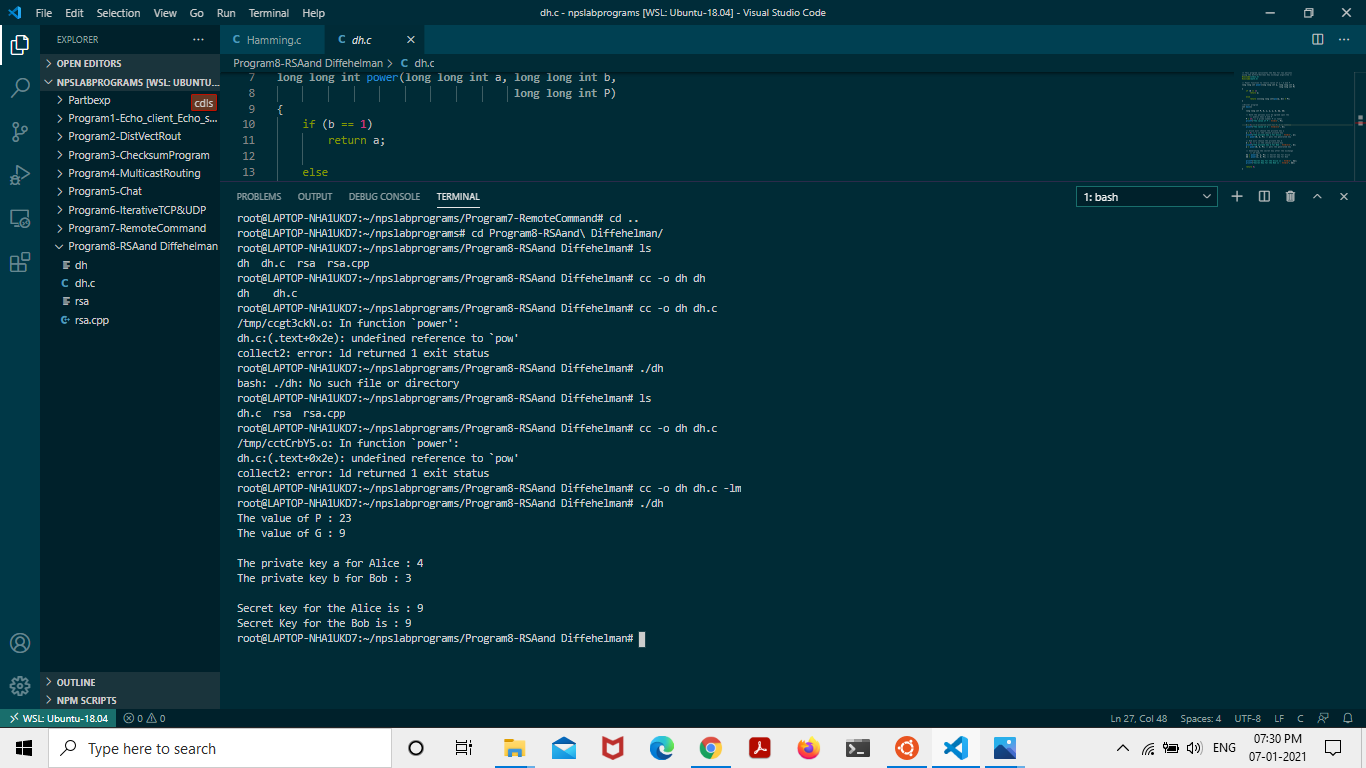 File Edit Selection View Go Run Terminal Help
dh.c - npslabprograms [WSL: Ubuntu-18.04] - Visual Studio Code
EXPLORER
OPEN EDITORS
NPSLABPROGRAMS [WSL: UBUNTU...
Partbexp
cdls
Program1-Echo_client_Echo_s...
Program2-DistVectRout
Program3-ChecksumProgram
Program4-MulticastRouting
Program5-Chat
Program6-IterativeTCP&UDP
Program7-RemoteCommand
Program8-RSAand Diffehelman
dh
C dh.c
rsa
rsa.cpp
OUTLINE
NPM SCRIPTS
C Hamming.c C dh.c
Program8-RSAand Diffehelman > C dh.c
7 long long int power(long long int a, long long int b,
8 long long int P)
9 {
10 if (b == 1)
11 return a;
12
13 else
PROBLEMS OUTPUT DEBUG CONSOLE TERMINAL
1: bash
root@LAPTOP-NHA1UKD7:~/npslabprograms/Program7-RemoteCommand# cd ..
root@LAPTOP-NHA1UKD7:~/npslabprograms# cd Program8-RSAand\ Diffehelman/
root@LAPTOP-NHA1UKD7:~/npslabprograms/Program8-RSAand Diffehelman# ls
dh dh.c rsa rsa.cpp
root@LAPTOP-NHA1UKD7:~/npslabprograms/Program8-RSAand Diffehelman# cc -o dh dh
dh dh.c
root@LAPTOP-NHA1UKD7:~/npslabprograms/Program8-RSAand Diffehelman# cc -o dh dh.c
/tmp/ccgt3ckN.o: In function `power':
dh.c:(.text+0x2e): undefined reference to `pow'
collect2: error: ld returned 1 exit status
root@LAPTOP-NHA1UKD7:~/npslabprograms/Program8-RSAand Diffehelman# ./dh
bash: ./dh: No such file or directory
root@LAPTOP-NHA1UKD7:~/npslabprograms/Program8-RSAand Diffehelman# ls
dh.c rsa rsa.cpp
root@LAPTOP-NHA1UKD7:~/npslabprograms/Program8-RSAand Diffehelman# cc -o dh dh.c
/tmp/cctCrbY5.o: In function `power':
dh.c:(.text+0x2e): undefined reference to `pow'
collect2: error: ld returned 1 exit status
root@LAPTOP-NHA1UKD7:~/npslabprograms/Program8-RSAand Diffehelman# cc -o dh dh.c -lm
root@LAPTOP-NHA1UKD7:~/npslabprograms/Program8-RSAand Diffehelman# ./dh
The value of P : 23
The value of G : 9
The private key a for Alice : 4
The private key b for Bob : 3
Secret key for the Alice is : 9
Secret Key for the Bob is : 9
root@LAPTOP-NHA1UKD7:~/npslabprograms/Program8-RSAand Diffehelman#
WSL: Ubuntu-18.04 0 0
Ln 27, Col 48 Spaces: 4 UTF-8 LF C
Type here to search
ENG
07:30 PM
07-01-2021